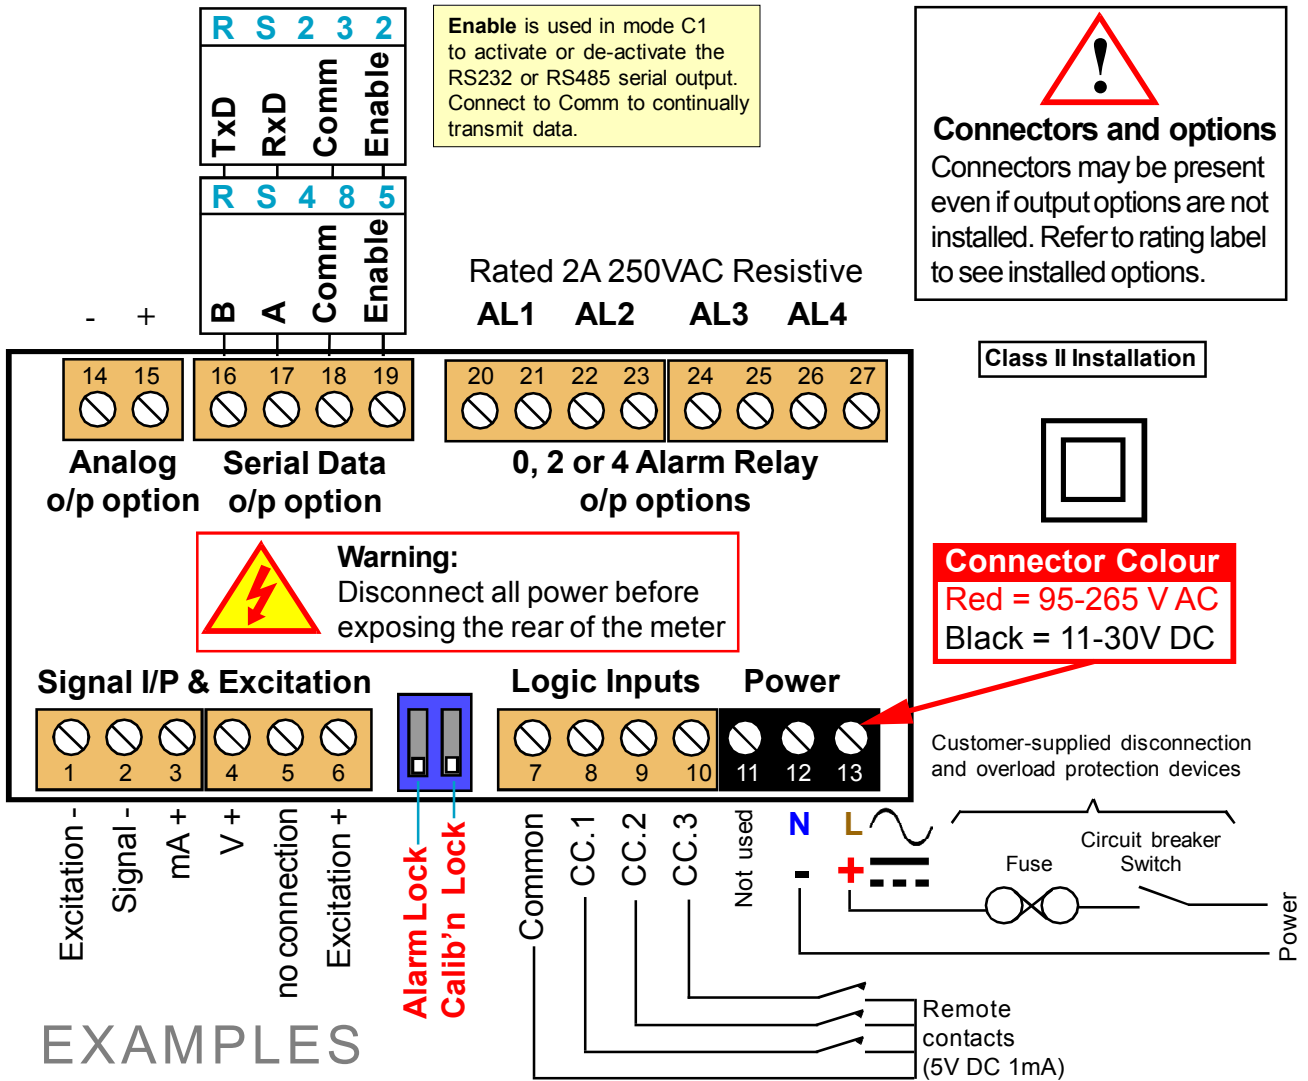 R S 2 3 2
TxD
RxD
Comm
Enable
R S 4 8 5
B
A
Comm
Enable
Enable is used in mode C1
to activate or de-activate the
RS232 or RS485 serial output.
Connect to Comm to continually
transmit data.
!
Connectors and options
Connectors may be present
even if output options are not
installed. Refer to rating label
to see installed options.
Rated 2A 250VAC Resistive
AL1 AL2 AL3 AL4
- +
14 15 16 17 18 19 20 21 22 23 24 25 26 27
Analog
o/p option
Serial Data
o/p option
0, 2 or 4 Alarm Relay
o/p options
Class II Installation
Warning:
Disconnect all power before
exposing the rear of the meter
Connector Colour
Red = 95-265 V AC
Black = 11-30V DC
Signal I/P & Excitation
Logic Inputs
Power
1 2 3 4 5 6 7 8 9 10 11 12 13
Excitation -
Signal -
mA +
V +
no connection
Excitation +
Alarm Lock
Calib'n Lock
Common
CC.1
CC.2
CC.3
Not used
N L
- +
Customer-supplied disconnection
and overload protection devices
Fuse
Circuit breaker
Switch
Power
Remote
contacts
(5V DC 1mA)
EXAMPLES